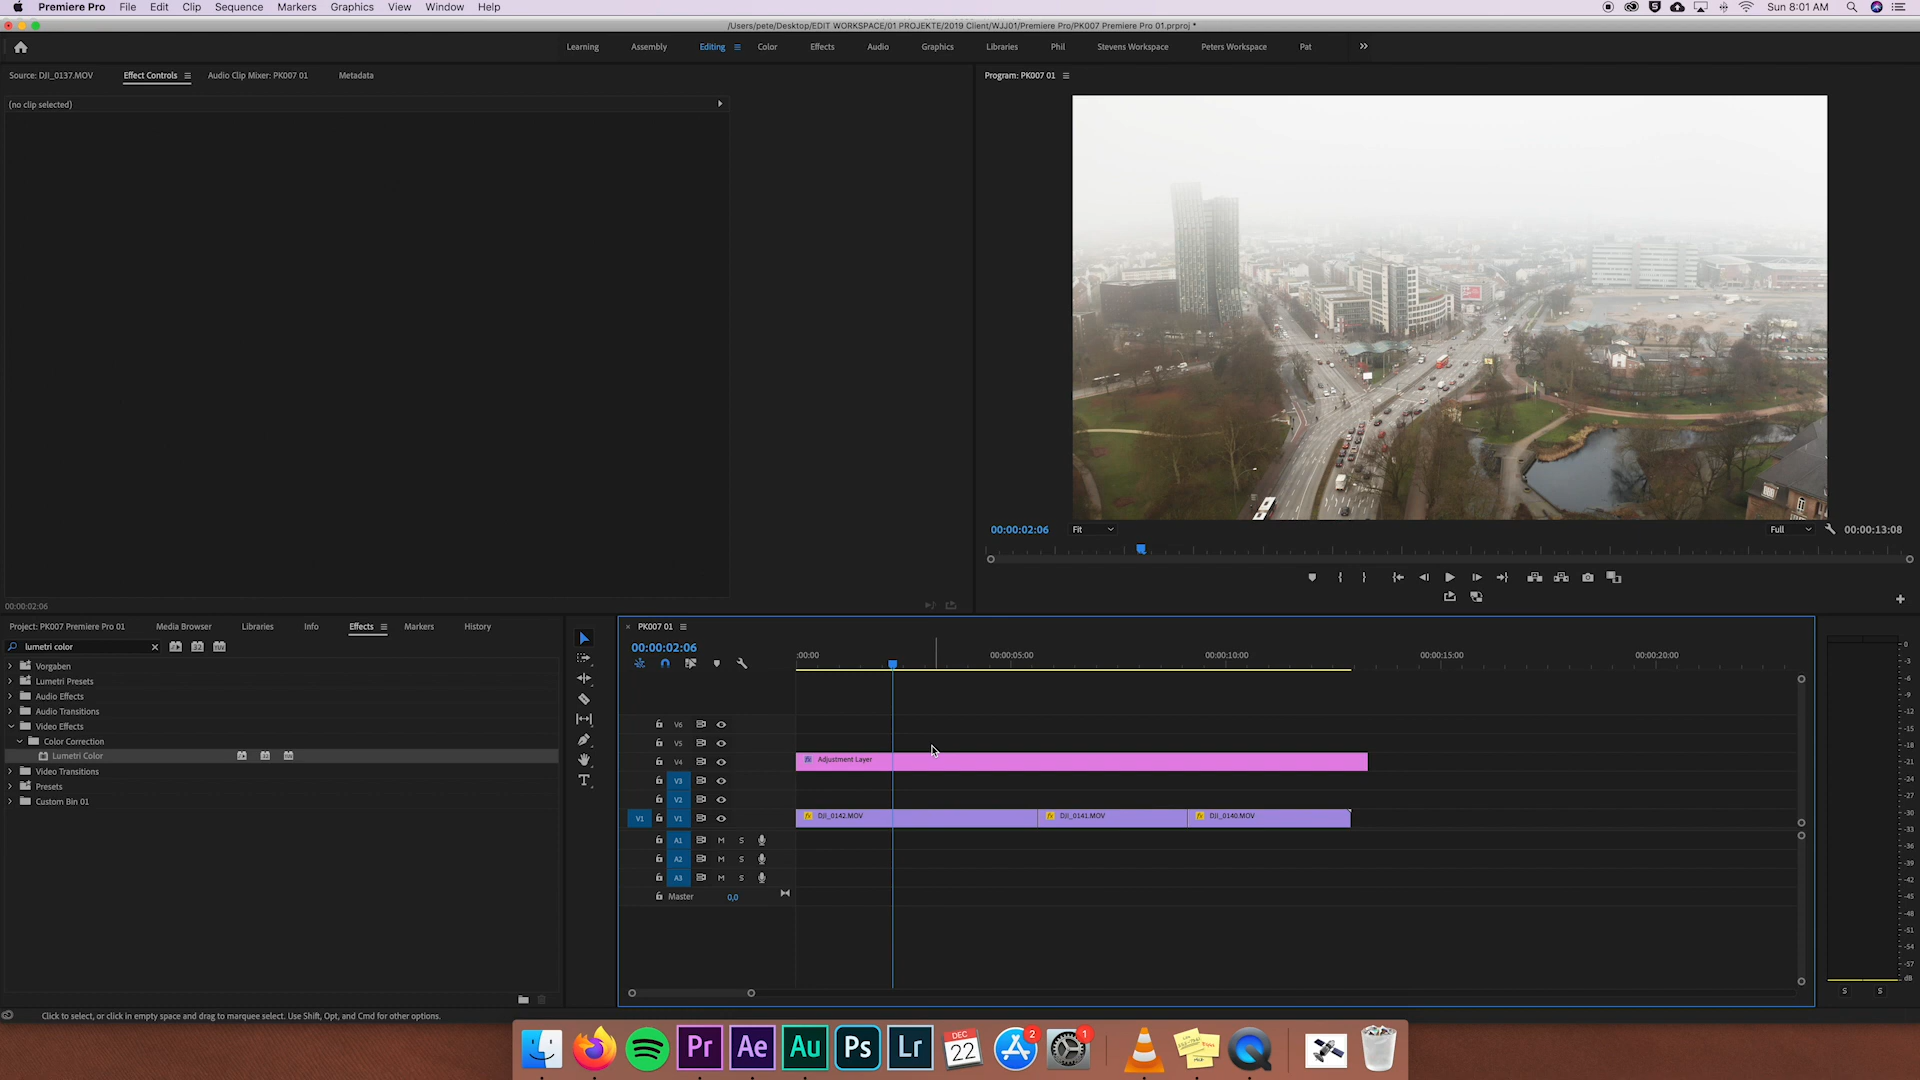 Premiere Pro File Edit Clip Sequence Markers Graphics View Window Help Sun 8:01 AM
/Users/pete/Desktop/EDIT WORKSPACE/01 PROJEKTE/2019 Client/WJJ01/Premiere Pro/PK007 Premiere Pro 01.prproj *
Learning Assembly Editing Color Effects Audio Graphics Libraries Phil Stevens Workspace Peters Workspace Pat
Source: DJI_0137.MOV Effect Controls Audio Clip Mixer: PK007 01 Metadata
Program: PK007 01
(no clip selected)
00:00:02:06 Fit Full 00:00:13:08
00:00:02:06
Project: PK007 Premiere Pro 01 Media Browser Libraries Info Effects Markers History
lumetri color
Vorgaben
Lumetri Presets
Audio Effects
Audio Transitions
Video Effects
Color Correction
Lumetri Color
Video Transitions
Presets
Custom Bin 01
PK007 01
00:00:02:06
:00:00 00:00:05:00 00:00:10:00 00:00:15:00 00:00:20:00
V6
V5
V4 Adjustment Layer
V3
V2
V1 V1 DJI_0142.MOV DJI_0141.MOV DJI_0140.MOV
A1 M S
A2 M S
A3 M S
Master 0,0
0
-3
-6
-9
-12
-15
-18
-21
-24
-27
-30
-33
-36
-39
-42
-45
-48
-51
-54
-57
dB
S S
Click to select, or click in empty space and drag to marquee select. Use Shift, Opt, and Cmd for other options.
Pr Ae Au Ps Lr DEC 22 2 1